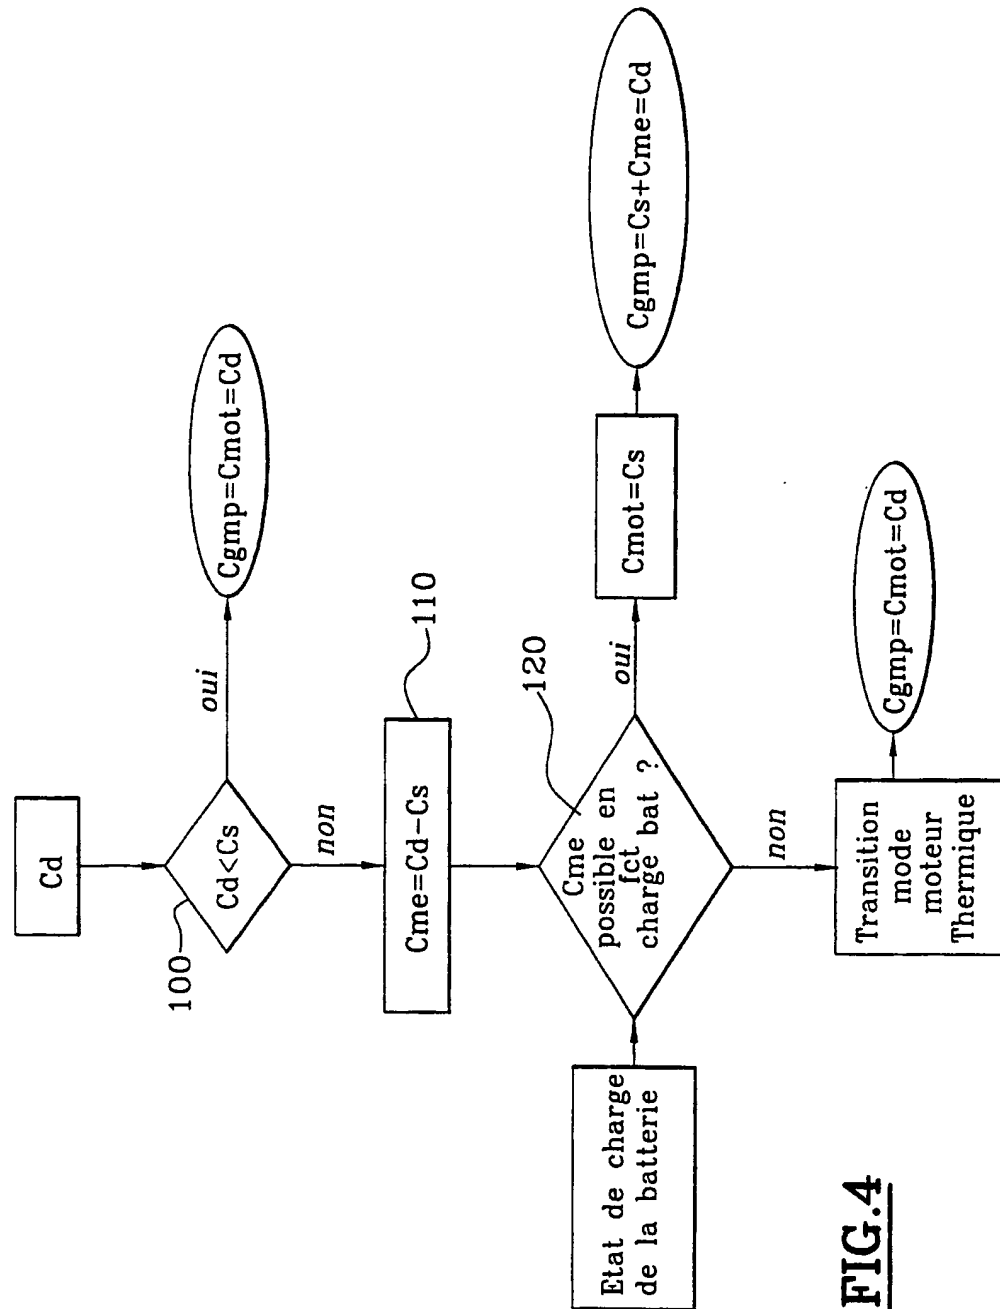 Cd
100
Cd<Cs
oui
Cgmp=Cmot=Cd
non
Cme=Cd-Cs
110
Etat de charge
de la batterie
120
Cme
possible en
fct
charge bat ?
oui
Cmot=Cs
Cgmp=Cs+Cme=Cd
non
Transition
mode
moteur
Thermique
Cgmp=Cmot=Cd
FIG.4